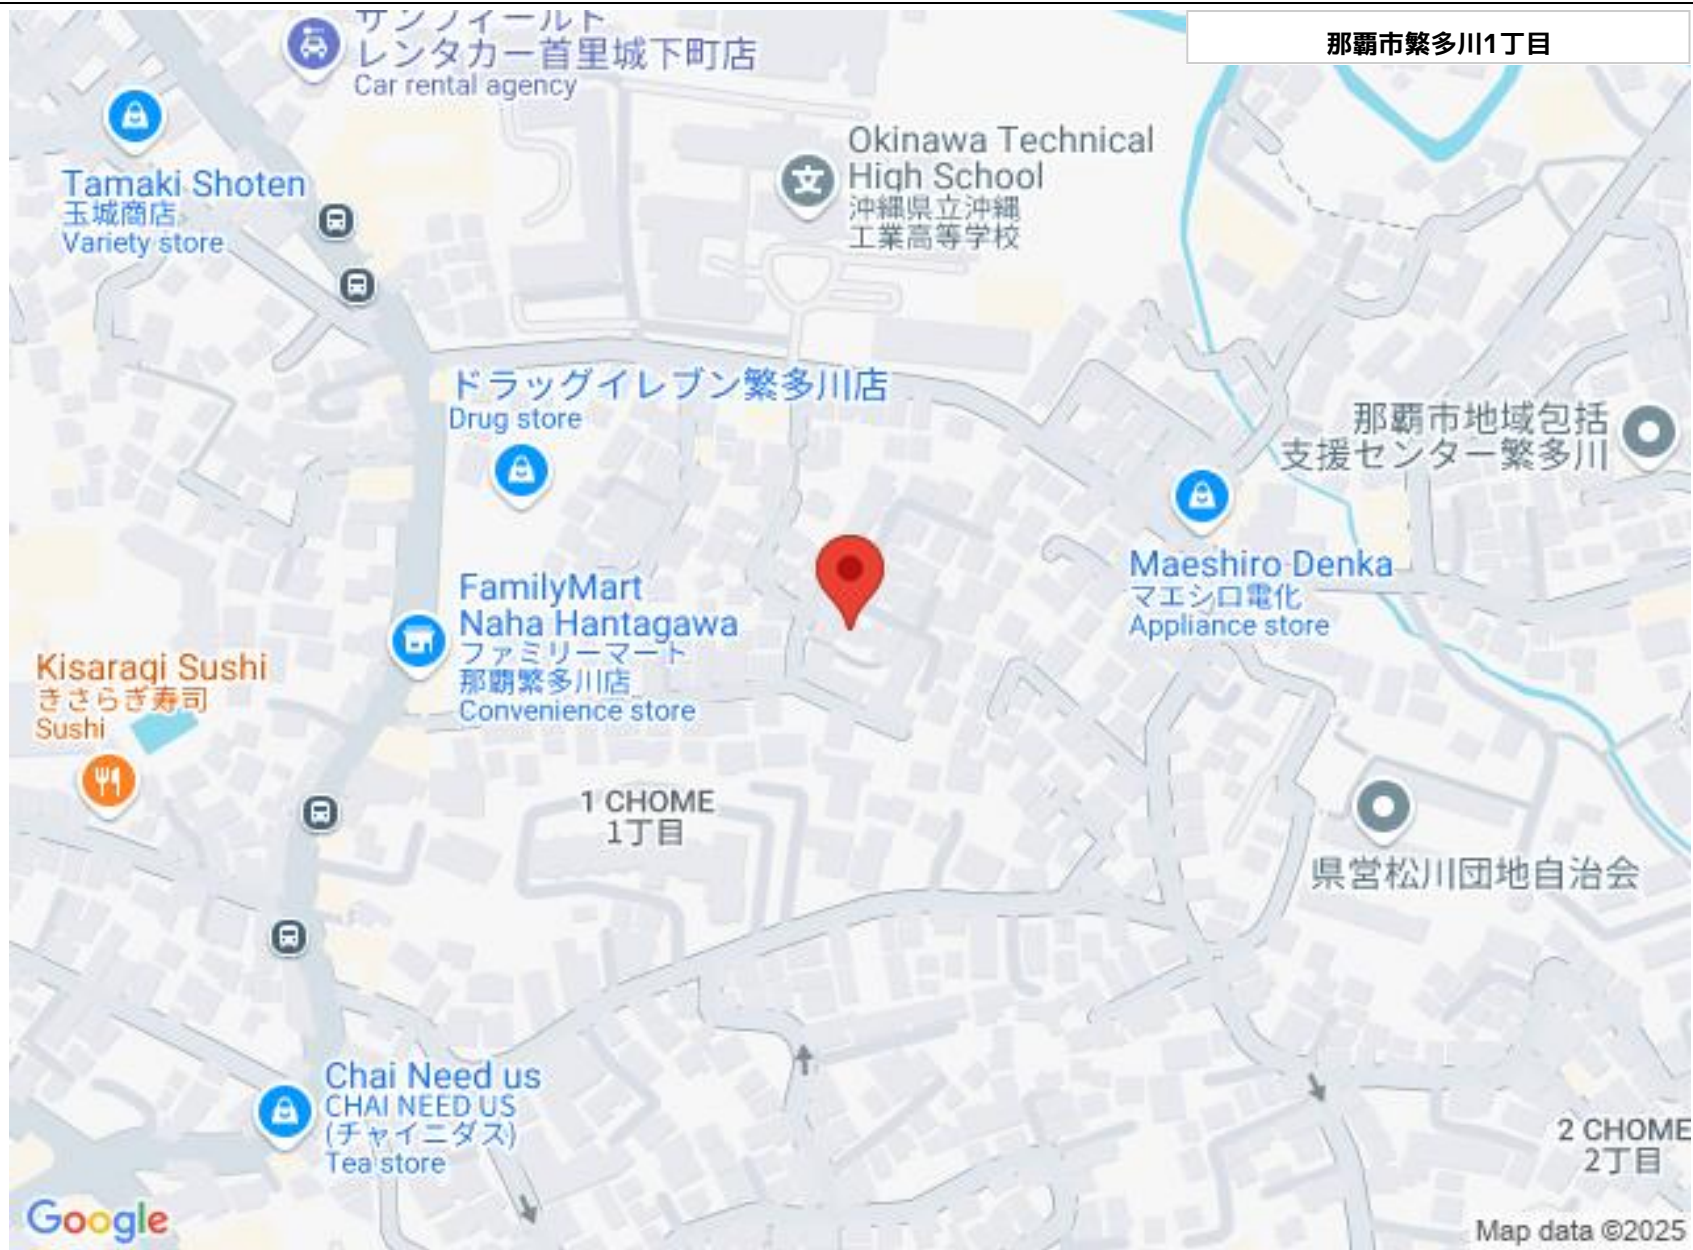 那覇市繁多川1丁目
サンフィールド
レンタカー首里城下町店
Car rental agency
Tamaki Shoten
玉城商店
Variety store
Okinawa Technical
High School
沖縄県立沖縄
工業高等学校
ドラッグイレブン繁多川店
Drug store
那覇市地域包括
支援センター繁多川
Maeshiro Denka
マエシロ電化
Appliance store
FamilyMart
Naha Hantagawa
ファミリーマート
那覇繁多川店
Convenience store
Kisaragi Sushi
きさらぎ寿司
Sushi
1 CHOME
1丁目
県営松川団地自治会
Chai Need us
CHAI NEED US
(チャイニダス)
Tea store
2 CHOME
2丁目
Google
Map data ©2025